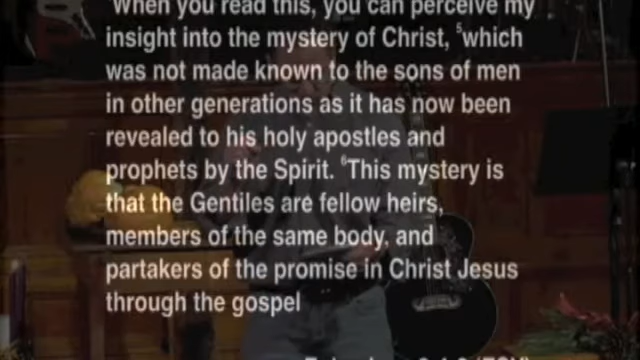 When you read this, you can perceive my
insight into the mystery of Christ, ⁵which
was not made known to the sons of men
in other generations as it has now been
revealed to his holy apostles and
prophets by the Spirit. ⁶This mystery is
that the Gentiles are fellow heirs,
members of the same body, and
partakers of the promise in Christ Jesus
through the gospel